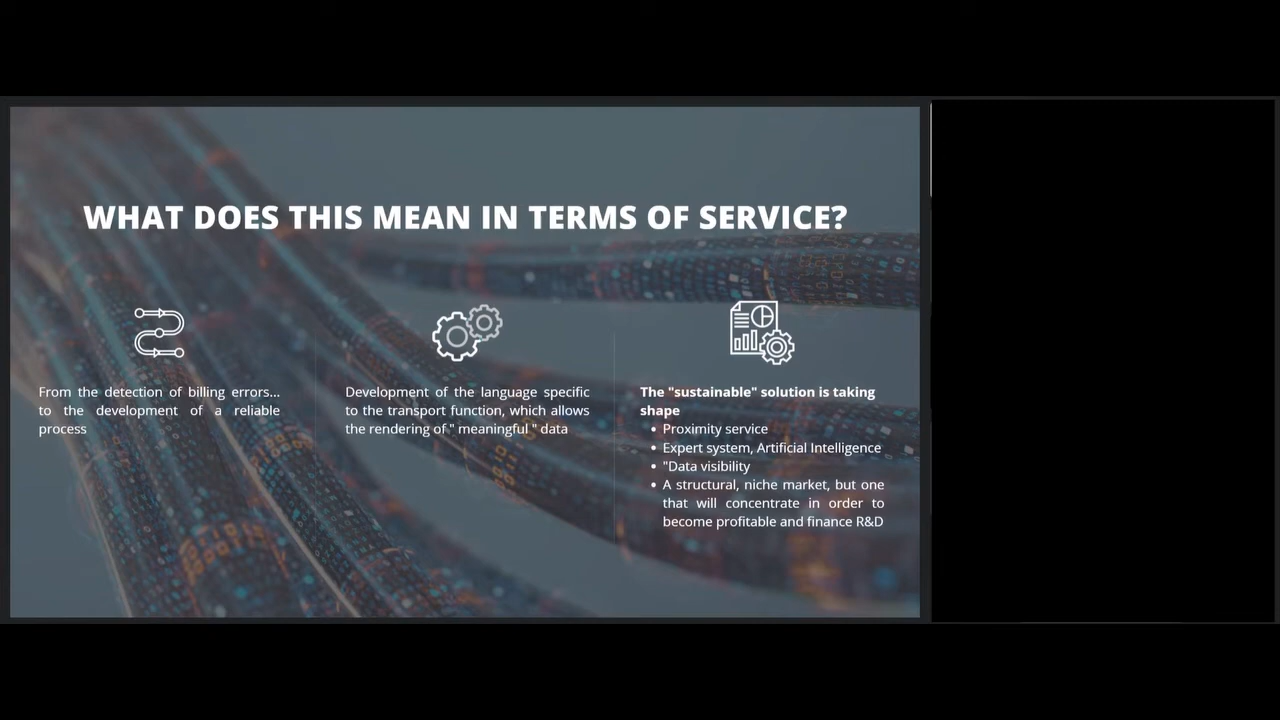 WHAT DOES THIS MEAN IN TERMS OF SERVICE?
From the detection of billing errors...
to the development of a reliable
process
Development of the language specific
to the transport function, which allows
the rendering of " meaningful " data
The "sustainable" solution is taking
shape
• Proximity service
• Expert system, Artificial Intelligence
• "Data visibility
• A structural, niche market, but one
that will concentrate in order to
become profitable and finance R&D